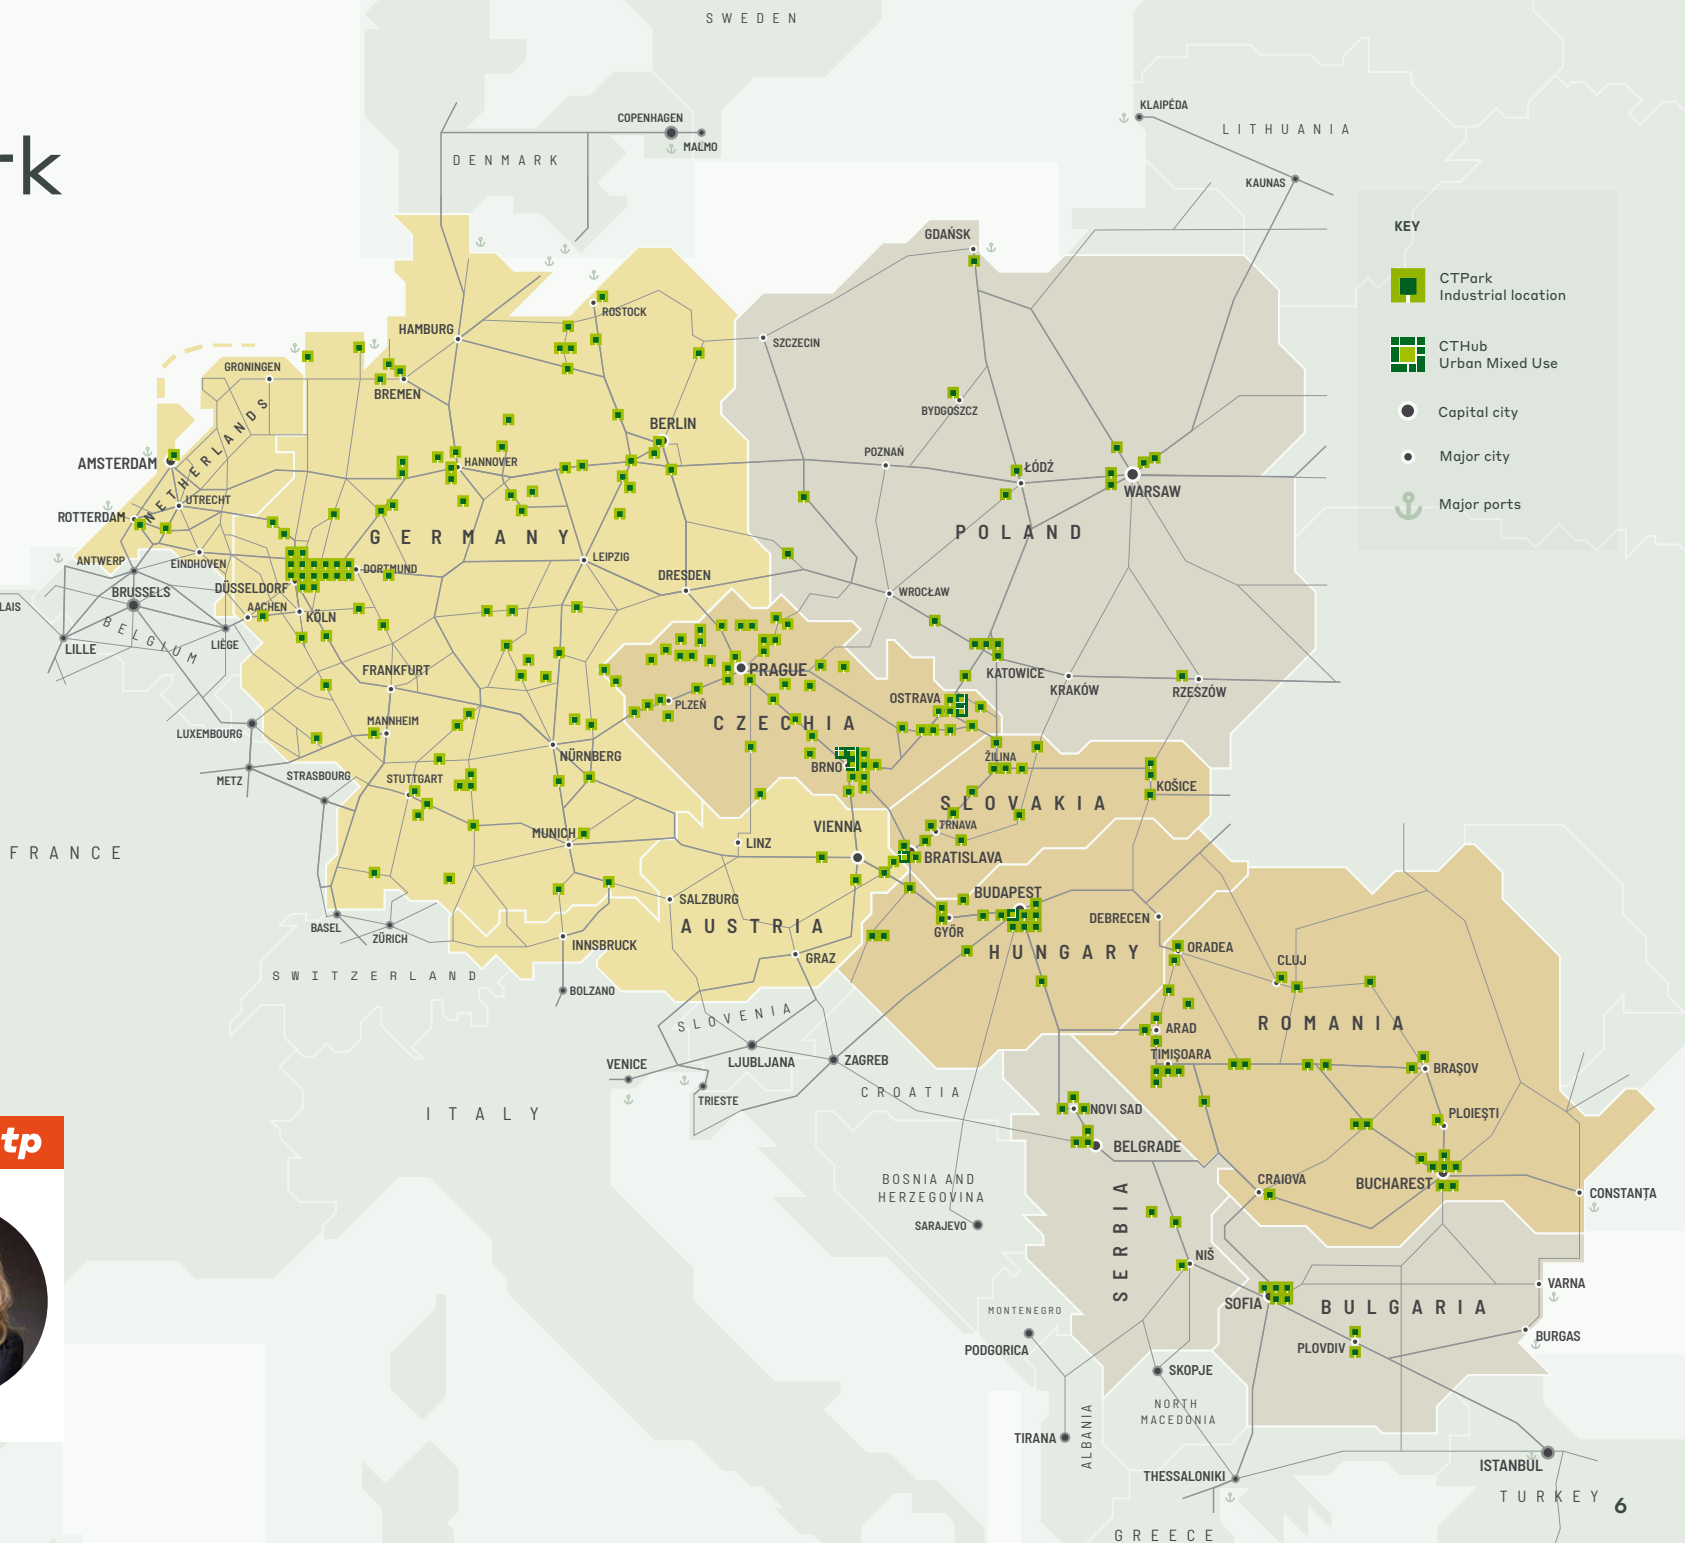 SWEDEN
KLAIPĖDA
COPENHAGEN
LITHUANIA
rk
MALMO
DENMARK
KAUNAS
KEY
CTPark
Industrial location
CTHub
Urban Mixed Use
Capital city
Major city
Major ports
GDAŃSK
ROSTOCK
HAMBURG
SZCZECIN
GRONINGEN
BREMEN
BYDGOSZCZ
BERLIN
NETHERLANDS
AMSTERDAM
HANNOVER
POZNAŃ
ŁÓDŹ
WARSAW
UTRECHT
ROTTERDAM
GERMANY
POLAND
ANTWERP
EINDHOVEN
DORTMUND
LEIPZIG
DRESDEN
BRUSSELS
DÜSSELDORF
WROCŁAW
LAIS
AACHEN
KÖLN
BELGIUM
LIÈGE
LILLE
FRANKFURT
PRAGUE
KATOWICE
KRAKÓW
RZESZÓW
OSTRAVA
PLZEŇ
CZECHIA
LUXEMBOURG
MANNHEIM
NÜRNBERG
ŽILINA
BRNO
METZ
STRASBOURG
STUTTGART
KOŠICE
SLOVAKIA
VIENNA
TRNAVA
MUNICH
LINZ
FRANCE
BRATISLAVA
BUDAPEST
SALZBURG
DEBRECEN
BASEL
ZÜRICH
AUSTRIA
GYÖR
INNSBRUCK
HUNGARY
ORADEA
GRAZ
CLUJ
SWITZERLAND
BOLZANO
SLOVENIA
ROMANIA
ARAD
VENICE
LJUBLJANA
ZAGREB
TIMIȘOARA
BRAȘOV
TRIESTE
CROATIA
NOVI SAD
ITALY
PLOIEȘTI
tp
BELGRADE
BOSNIA AND
HERZEGOVINA
CRAIOVA
BUCHAREST
CONSTANȚA
SARAJEVO
SERBIA
NIŠ
VARNA
SOFIA
BULGARIA
MONTENEGRO
BURGAS
PODGORICA
PLOVDIV
SKOPJE
NORTH
MACEDONIA
TIRANA
ALBANIA
ISTANBUL
THESSALONIKI
TURKEY
6
GREECE